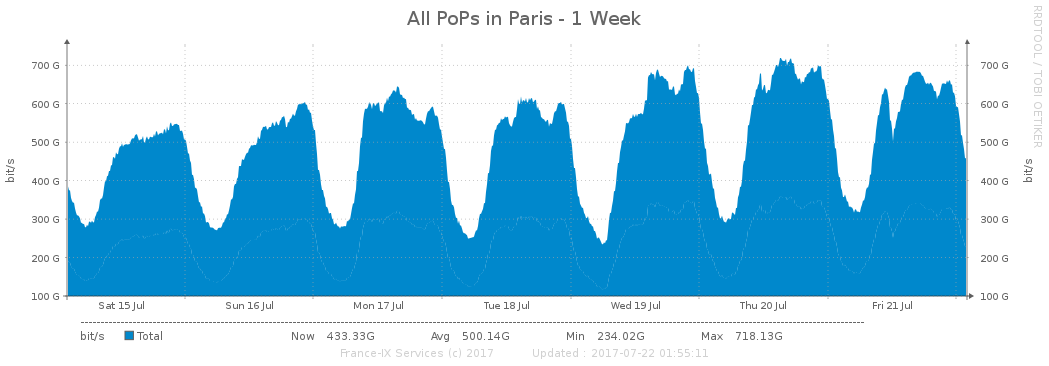 All PoPs in Paris - 1 Week
RRDTOOL / TOBI OETIKER
bit/s
700 G
600 G
500 G
400 G
300 G
200 G
100 G
700 G
600 G
500 G
400 G
300 G
200 G
100 G
bit/s
Sat 15 Jul Sun 16 Jul Mon 17 Jul Tue 18 Jul Wed 19 Jul Thu 20 Jul Fri 21 Jul
bit/s Total Now 433.33G Avg 500.14G Min 234.02G Max 718.13G
France-IX Services (c) 2017 Updated : 2017-07-22 01:55:11